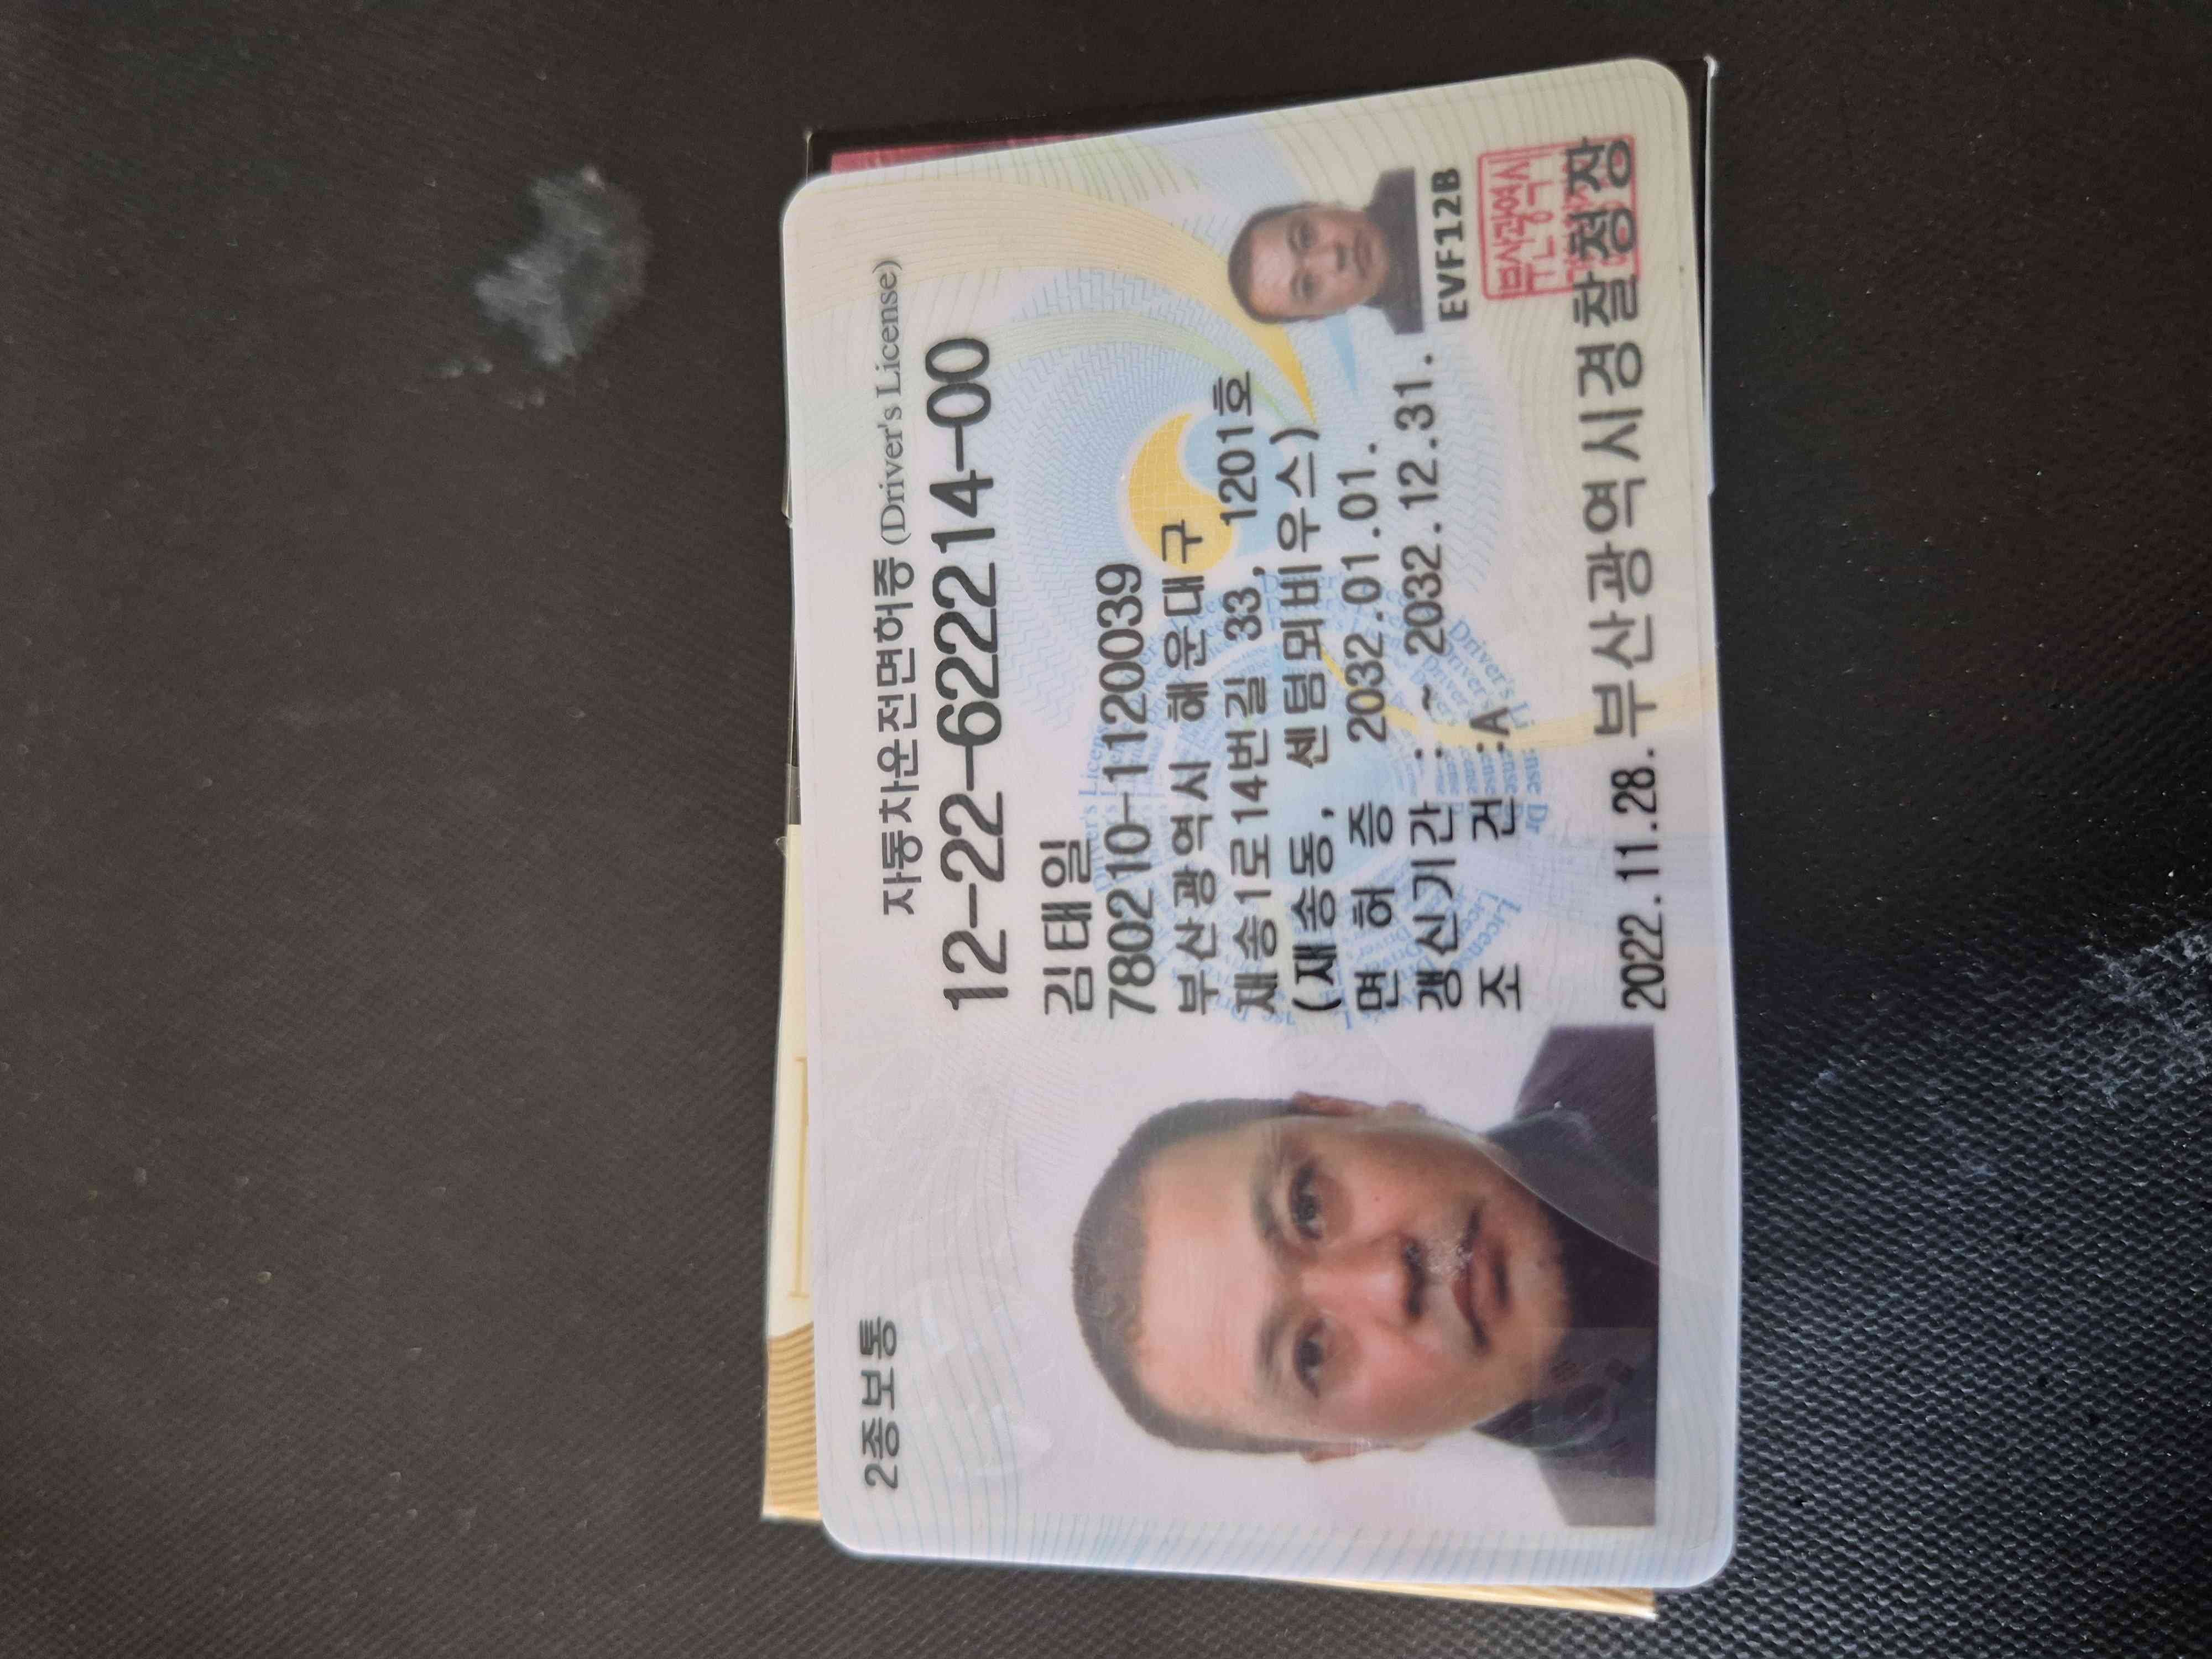 2종보통
자동차운전면허증 (Driver's License)
12-22-622214-00
김태일
780210-1120039
부산광역시 해운대구
재송1로14번길 33, 1201호
(재송동, 센텀뫼비우스)
면 허 증 2032.01.01.
갱신기간 : ~ 2032.12.31.
조 건 :A
EVF12B
2022.11.28. 부산광역시경찰청장